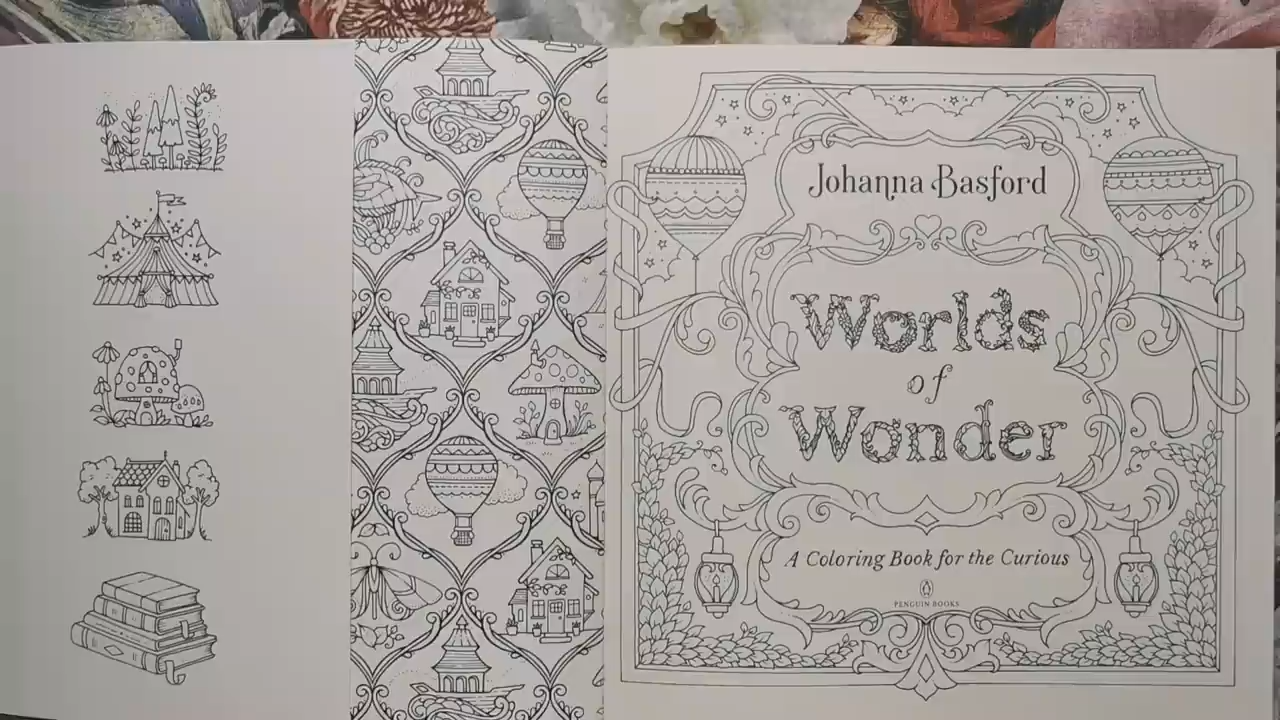 Johanna Basford
Worlds
of
Wonder
A Coloring Book for the Curious
PENGUIN BOOKS